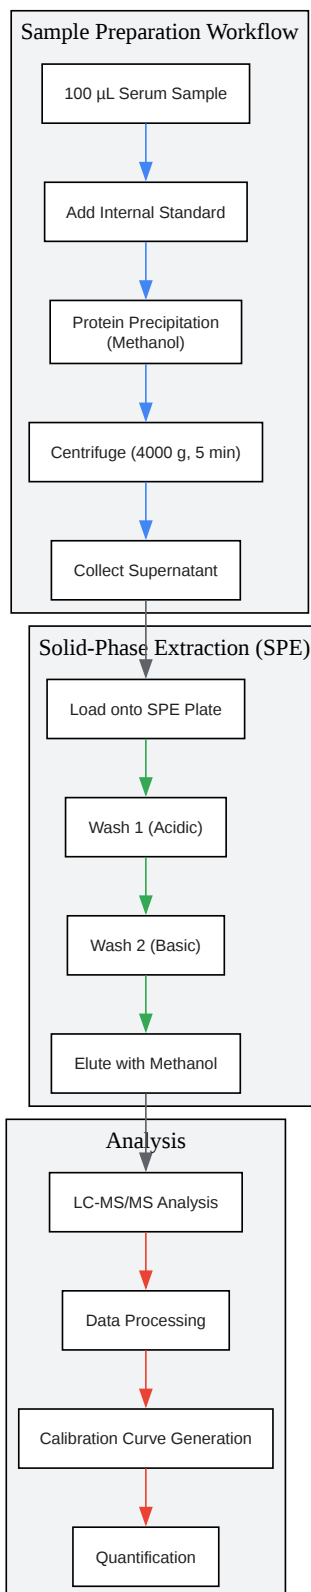 Sample Preparation Workflow
100 µL Serum Sample
Add Internal Standard
Protein Precipitation
(Methanol)
Centrifuge (4000 g, 5 min)
Collect Supernatant
Solid-Phase Extraction (SPE)
Load onto SPE Plate
Wash 1 (Acidic)
Wash 2 (Basic)
Elute with Methanol
Analysis
LC-MS/MS Analysis
Data Processing
Calibration Curve Generation
Quantification